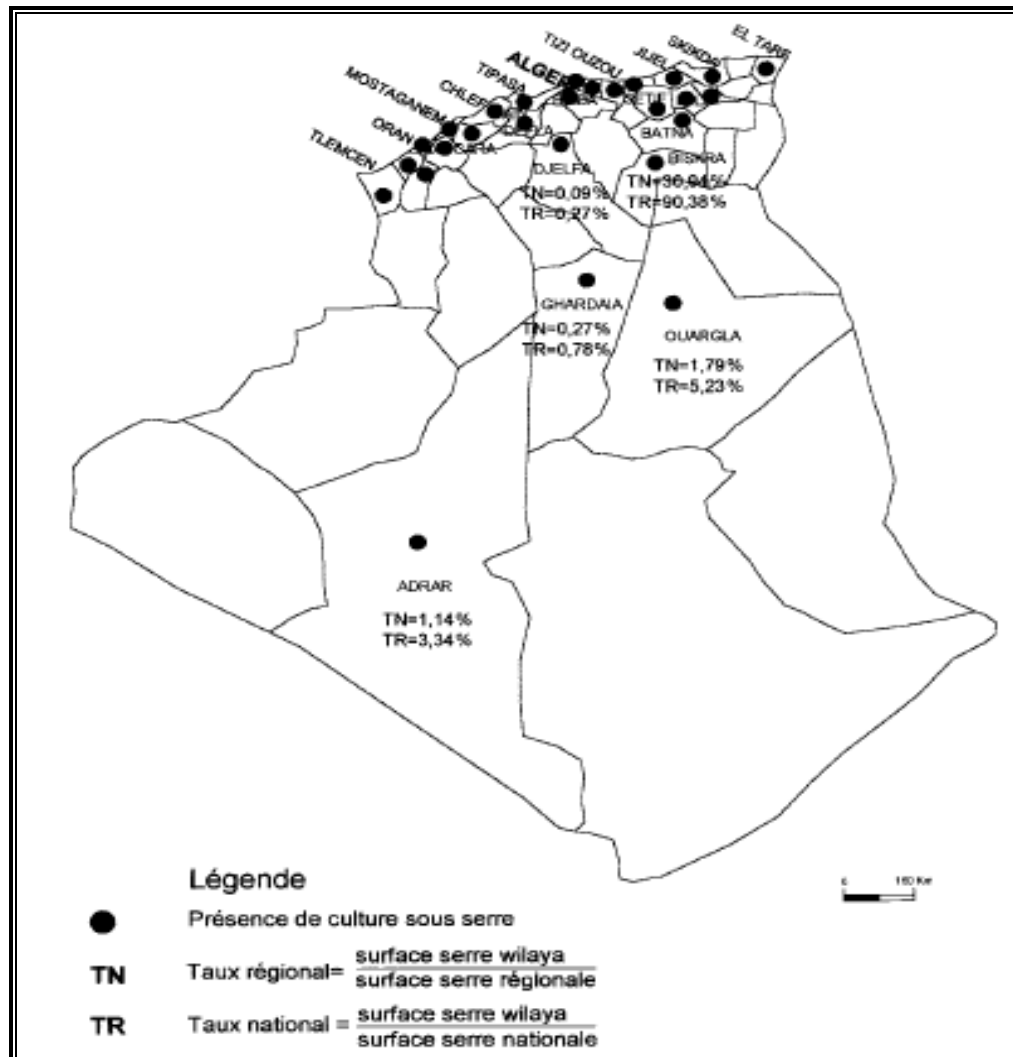 EL TARF
SKIKDA
JIJEL
TIZI OUZOU
ALGER
TIPASA
CHLEF
MOSTAGANEM
ORAN
TLEMCEN
BATNA
BISKRA
TN=36,94%
TR=90,38%
DJELFA
TN=0,09%
TR=0,27%
GHARDAIA
TN=0,27%
TR=0,78%
OUARGLA
TN=1,79%
TR=5,23%
ADRAR
TN=1,14%
TR=3,34%
Légende
Présence de culture sous serre
TN Taux régional= surface serre wilaya
surface serre régionale
TR Taux national = surface serre wilaya
surface serre nationale